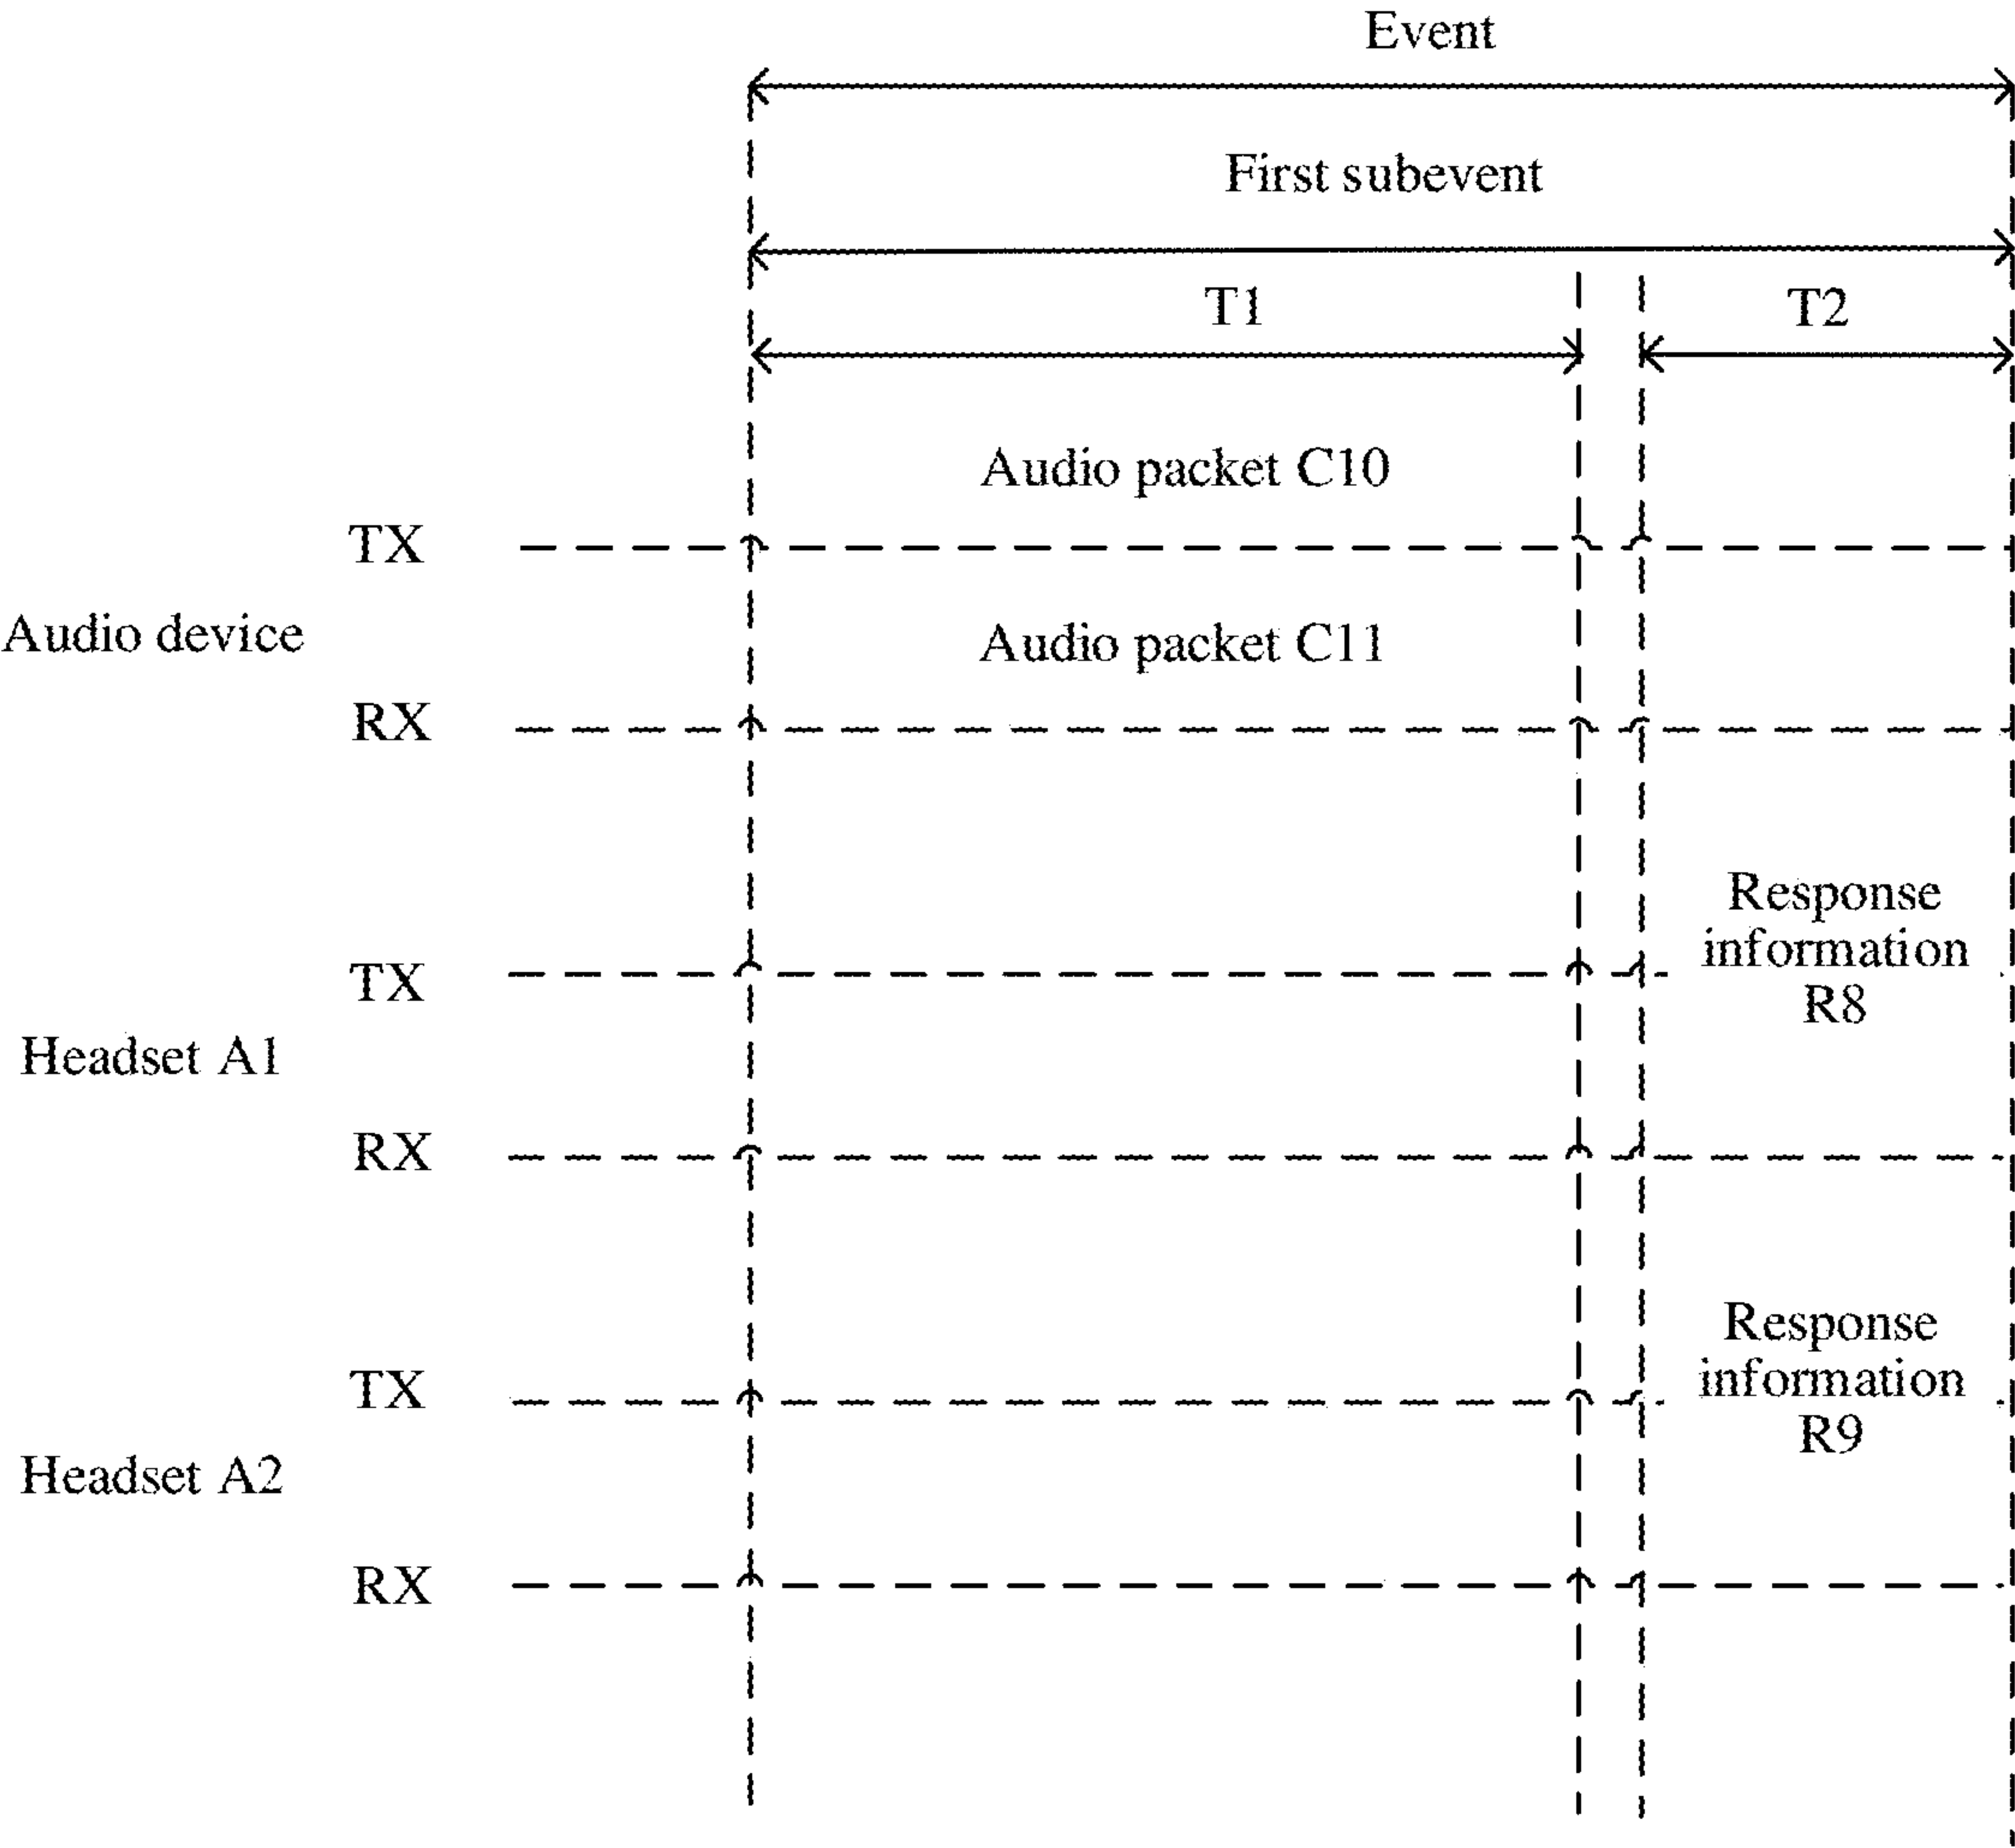 Event
First subevent
T1
T2
Audio packet C10
TX
Audio device
Audio packet C11
RX
Response
information
R8
TX
Headset A1
RX
Response
information
R9
TX
Headset A2
RX